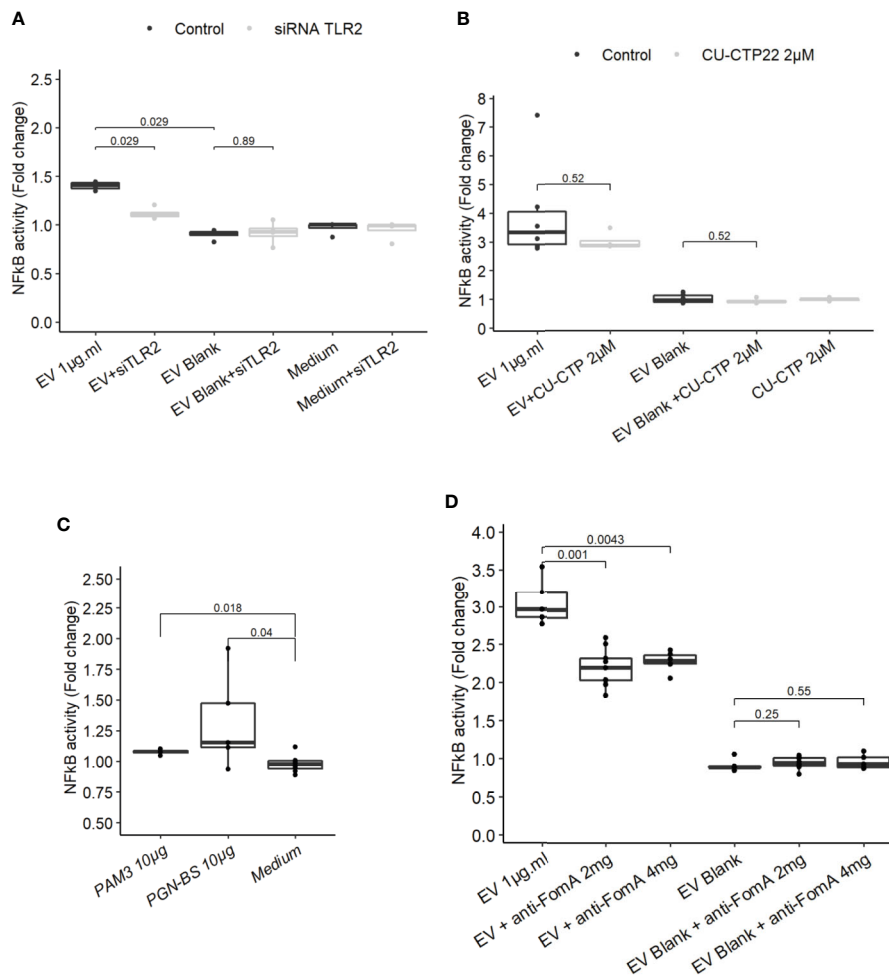 A
Control siRNA TLR2
NFkB activity (Fold change)
2.5
2.0
1.5
1.0
0.5
0.0
0.029
0.029
0.89
EV 1µg.ml
EV+siTLR2
EV Blank
EV Blank+siTLR2
Medium
Medium+siTLR2
B
Control CU-CTP22 2µM
NFkB activity (Fold change)
8
7
6
5
4
3
2
1
0
0.52
0.52
EV 1µg.ml
EV+CU-CTP 2µM
EV Blank
EV Blank +CU-CTP 2µM
CU-CTP 2µM
C
NFkB activity (Fold change)
2.50
2.25
2.00
1.75
1.50
1.25
1.00
0.75
0.50
0.018
0.04
PAM3 10µg
PGN-BS 10µg
Medium
D
NFkB activity (Fold change)
4.0
3.5
3.0
2.5
2.0
1.5
1.0
0.5
0.0
0.0043
0.001
0.55
0.25
EV 1µg.ml
EV + anti-FomA 2mg
EV + anti-FomA 4mg
EV Blank
EV Blank + anti-FomA 2mg
EV Blank + anti-FomA 4mg